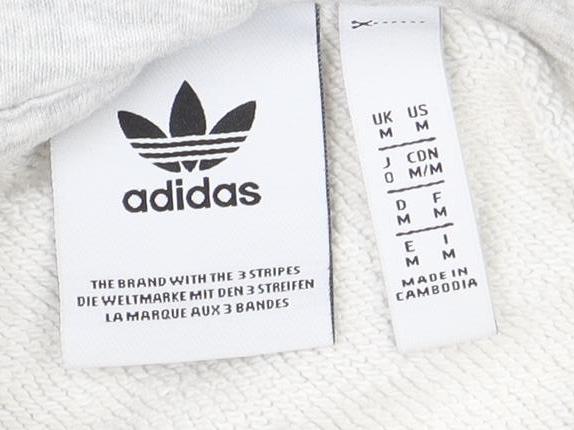 adidas
THE BRAND WITH THE 3 STRIPES
DIE WELTMARKE MIT DEN 3 STREIFEN
LA MARQUE AUX 3 BANDES
UK US
M M
J CDN
O M/M
D F
M M
E I
M M
MADE IN
CAMBODIA